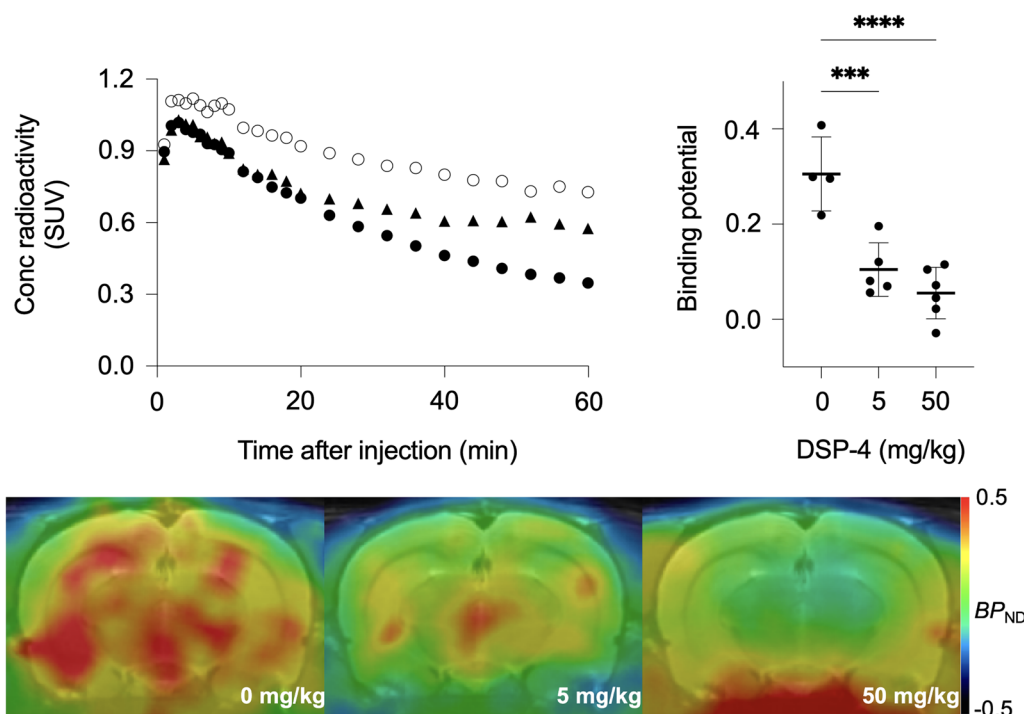 Conc radioactivity
(SUV)
1.2
0.9
0.6
0.3
0.0
0
20
40
60
Time after injection (min)
****
***
Binding potential
0.4
0.2
0.0
0
5
50
DSP-4 (mg/kg)
0 mg/kg
5 mg/kg
50 mg/kg
0.5
BPND
-0.5